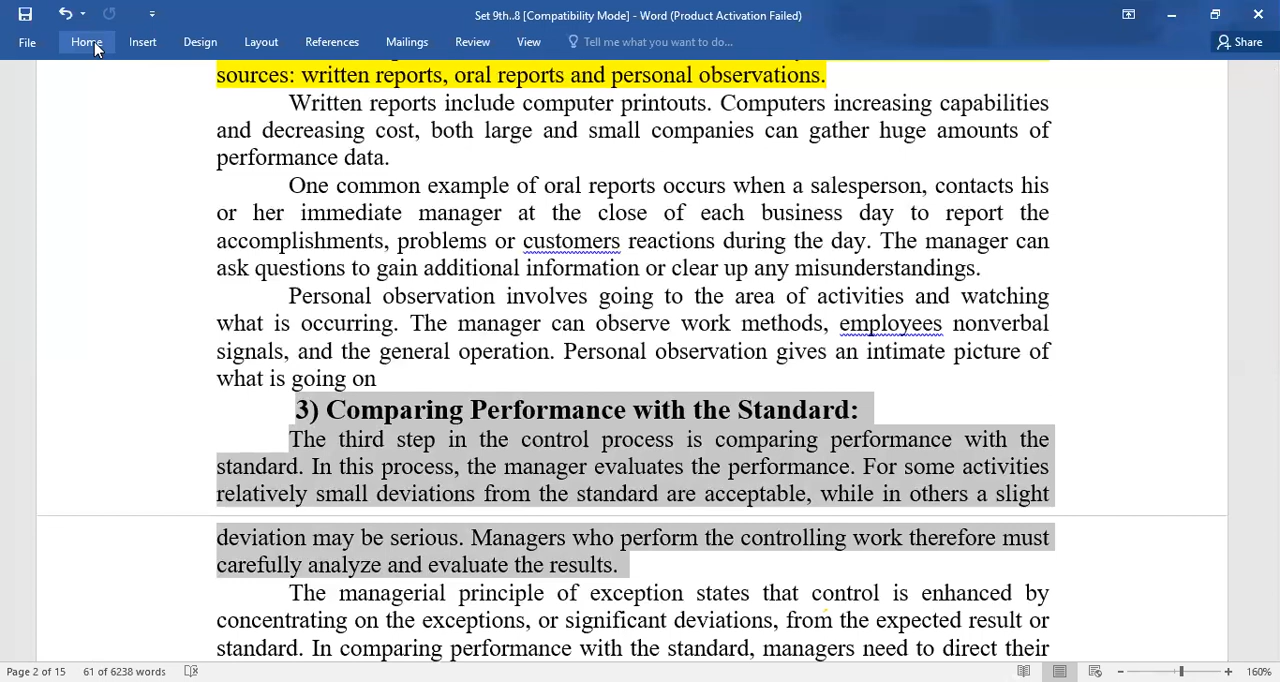 Set 9th..8 [Compatibility Mode] - Word (Product Activation Failed)
File Home Insert Design Layout References Mailings Review View Tell me what you want to do... Share
sources: written reports, oral reports and personal observations.
Written reports include computer printouts. Computers increasing capabilities
and decreasing cost, both large and small companies can gather huge amounts of
performance data.
One common example of oral reports occurs when a salesperson, contacts his
or her immediate manager at the close of each business day to report the
accomplishments, problems or customers reactions during the day. The manager can
ask questions to gain additional information or clear up any misunderstandings.
Personal observation involves going to the area of activities and watching
what is occurring. The manager can observe work methods, employees nonverbal
signals, and the general operation. Personal observation gives an intimate picture of
what is going on
3) Comparing Performance with the Standard:
The third step in the control process is comparing performance with the
standard. In this process, the manager evaluates the performance. For some activities
relatively small deviations from the standard are acceptable, while in others a slight
deviation may be serious. Managers who perform the controlling work therefore must
carefully analyze and evaluate the results.
The managerial principle of exception states that control is enhanced by
concentrating on the exceptions, or significant deviations, from the expected result or
standard. In comparing performance with the standard, managers need to direct their
Page 2 of 15 61 of 6238 words 160%